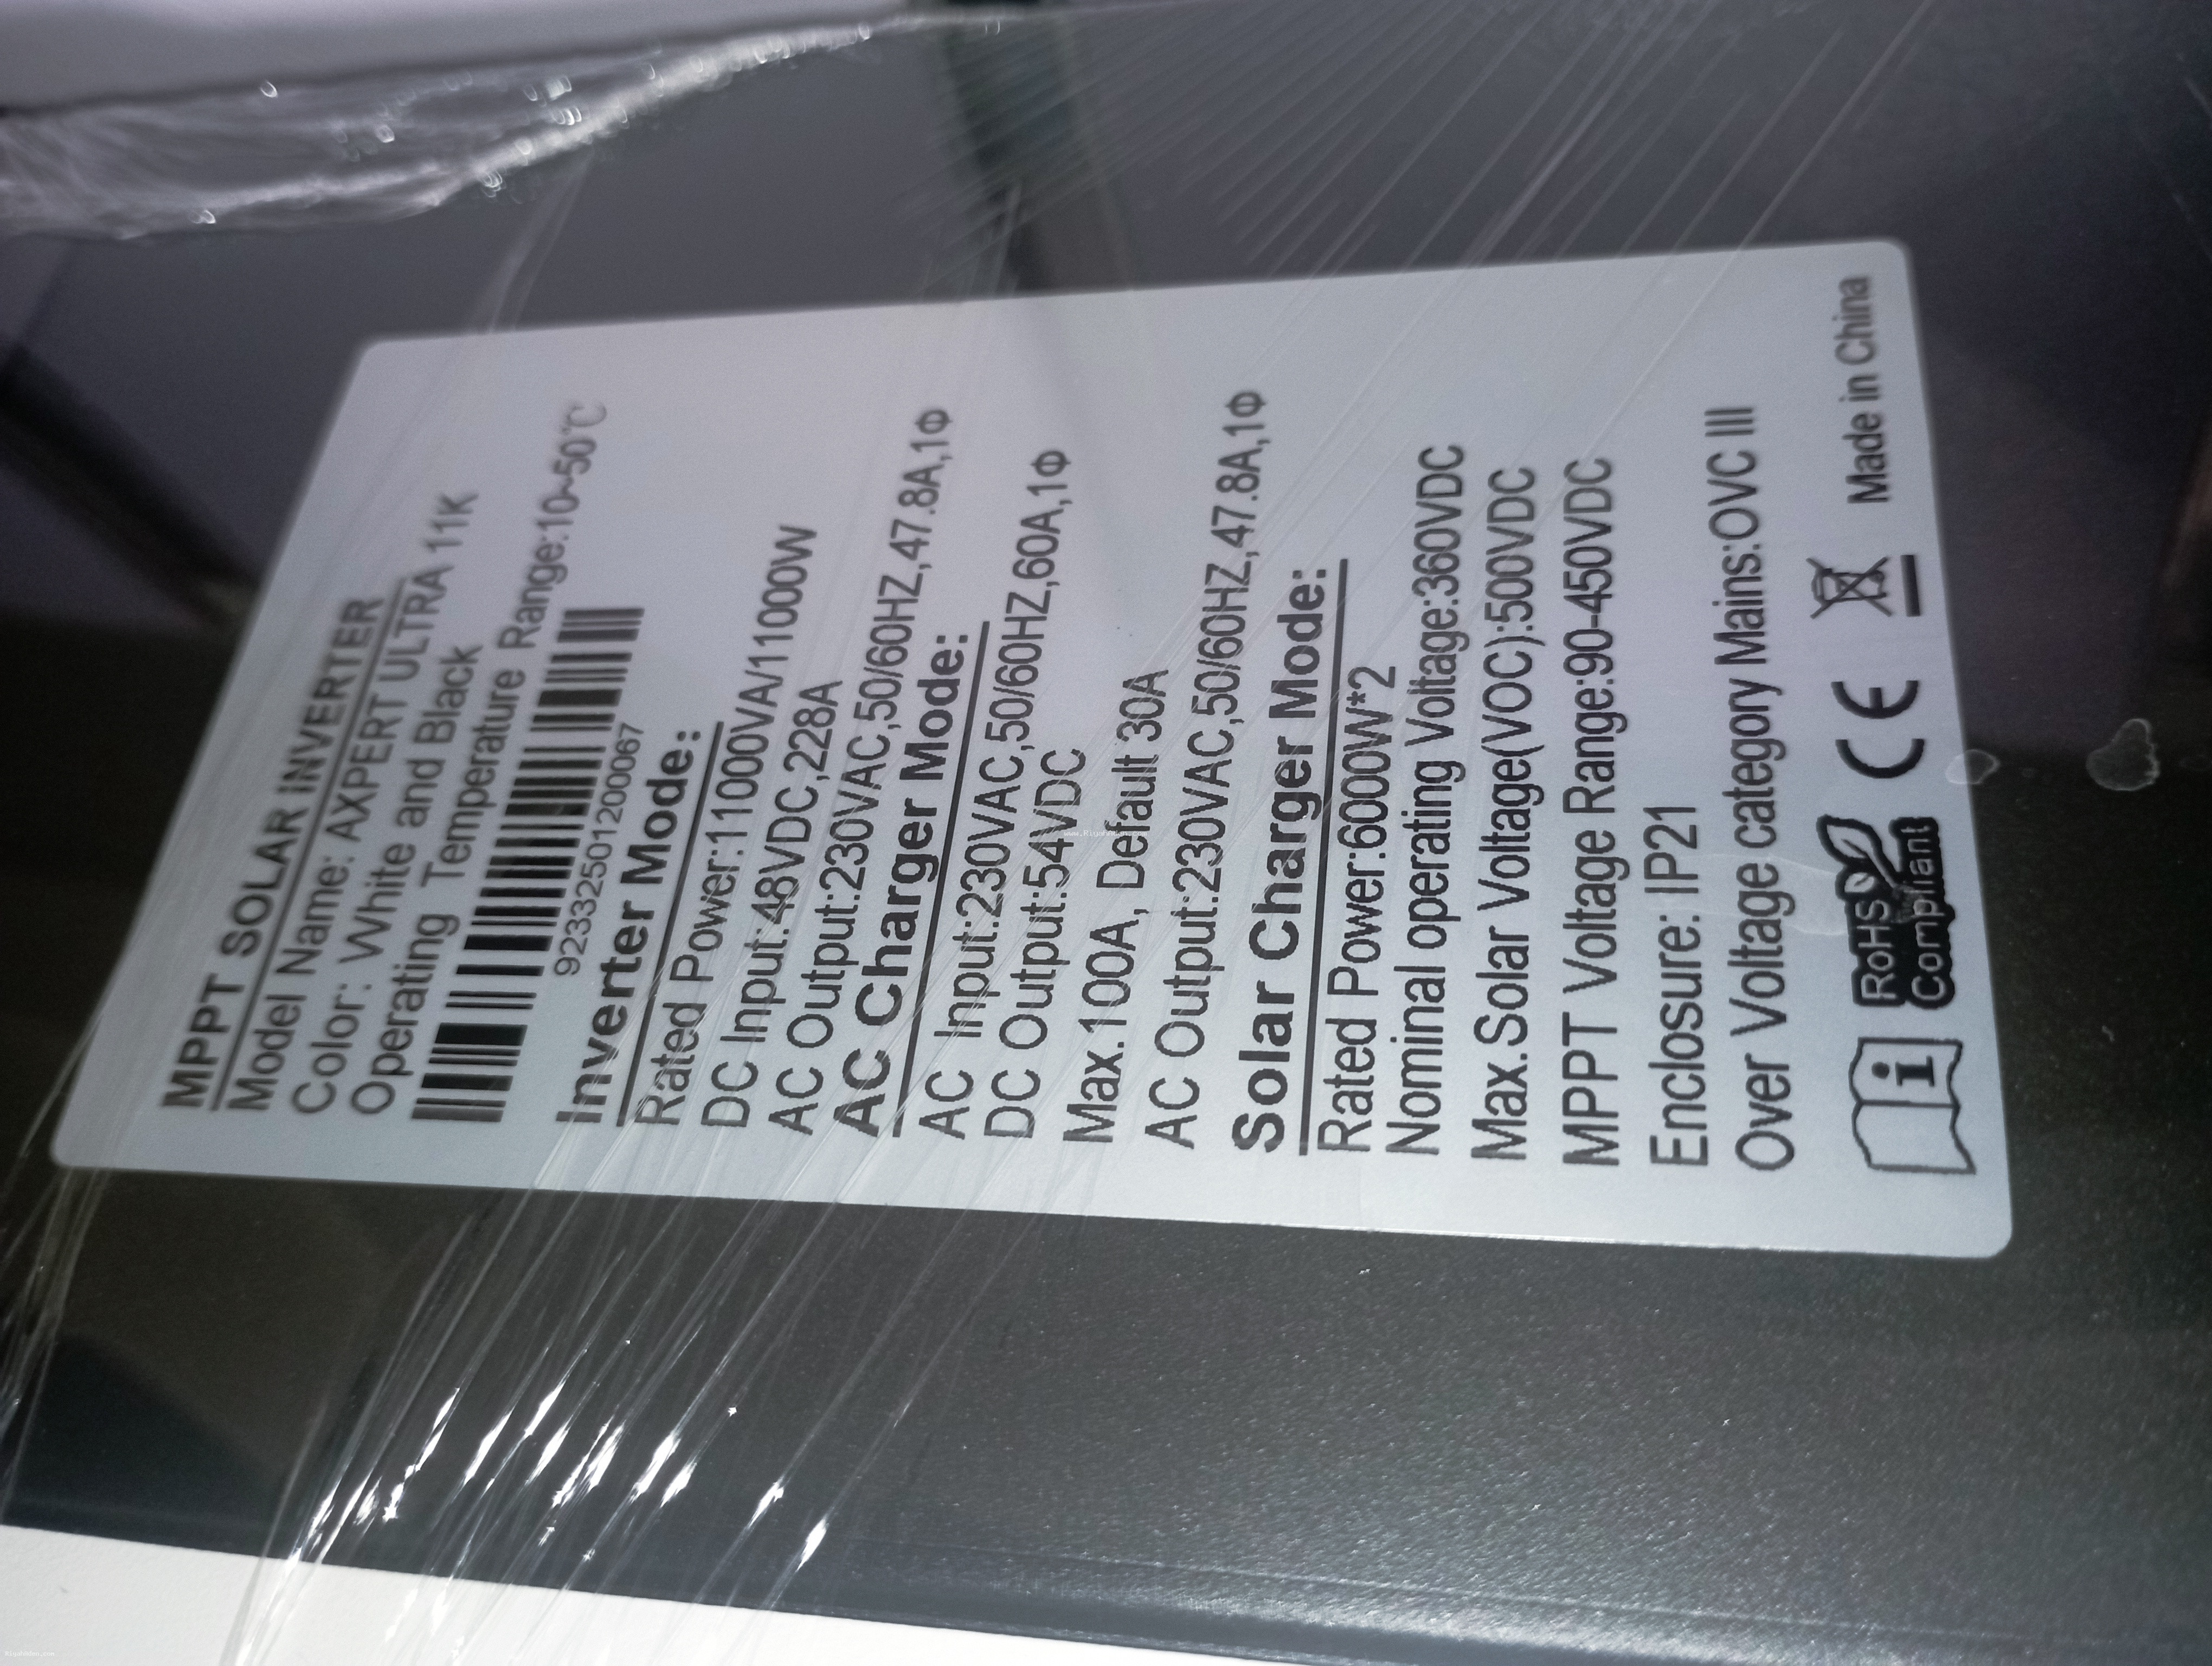 MPPT SOLAR INVERTER
Model Name: AXPERT ULTRA 11K
Color: White and Black
Operating Temperature Range:10~50℃
92333250120 0067
Inverter Mode:
Rated Power:11000VA/11000W
DC Input:48VDC,228A
AC Output:230VAC,50/60HZ,47.8A,1Φ
AC Charger Mode:
AC Input:230VAC,50/60HZ,60A,1Φ
DC Output:54VDC
Max.100A, Default 30A
AC Output:230VAC,50/60HZ,47.8A,1Φ
Solar Charger Mode:
Rated Power:6000W*2
Nominal operating Voltage:360VDC
Max.Solar Voltage(VOC):500VDC
MPPT Voltage Range:90-450VDC
Enclosure: IP21
Over Voltage category Mains:OVC III
i RoHS Compliant CE Made in China